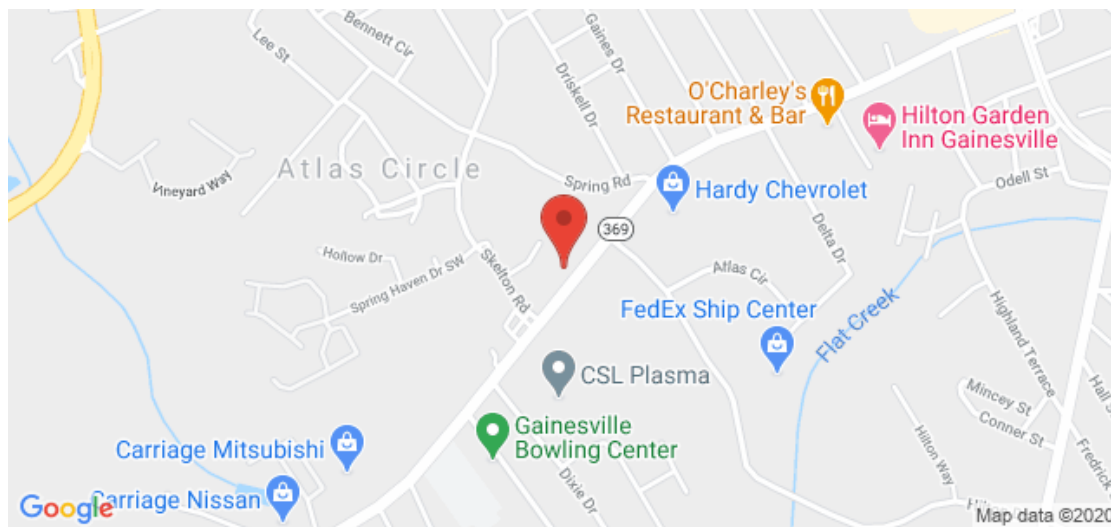 Bennett Cir
Lee St
Gaines Dr
Driskell Dr
O'Charley's
Restaurant & Bar
Hilton Garden
Inn Gainesville
Atlas Circle
Vineyard Way
Spring Rd
Hardy Chevrolet
Odell St
369
Delta Dr
Hollow Dr
Spring Haven Dr SW
Skelton Rd
Atlas Cir
FedEx Ship Center
Flat Creek
Highland Terrace
CSL Plasma
Mincey St
Conner St
Hall S
Gainesville
Bowling Center
Carriage Mitsubishi
Carriage Nissan
Dixie Dr
Hilton Way
Fredrick
Google
Map data ©2020